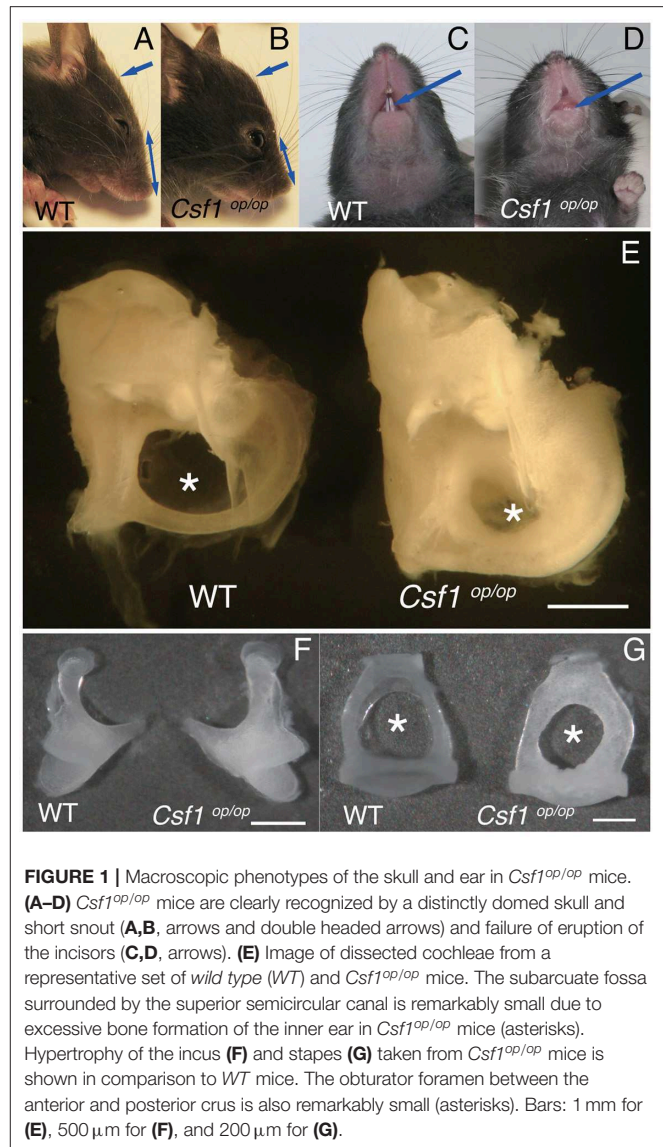 A
B
C
D
WT
Csf1 op/op
WT
Csf1 op/op
E
*
*
WT
Csf1 op/op
F
G
*
*
WT
Csf1 op/op
WT
Csf1 op/op
FIGURE 1 | Macroscopic phenotypes of the skull and ear in Csf1op/op mice.
(A–D) Csf1op/op mice are clearly recognized by a distinctly domed skull and
short snout (A,B, arrows and double headed arrows) and failure of eruption of
the incisors (C,D, arrows). (E) Image of dissected cochleae from a
representative set of wild type (WT) and Csf1op/op mice. The subarcuate fossa
surrounded by the superior semicircular canal is remarkably small due to
excessive bone formation of the inner ear in Csf1op/op mice (asterisks).
Hypertrophy of the incus (F) and stapes (G) taken from Csf1op/op mice is
shown in comparison to WT mice. The obturator foramen between the
anterior and posterior crus is also remarkably small (asterisks). Bars: 1 mm for
(E), 500 μm for (F), and 200 μm for (G).